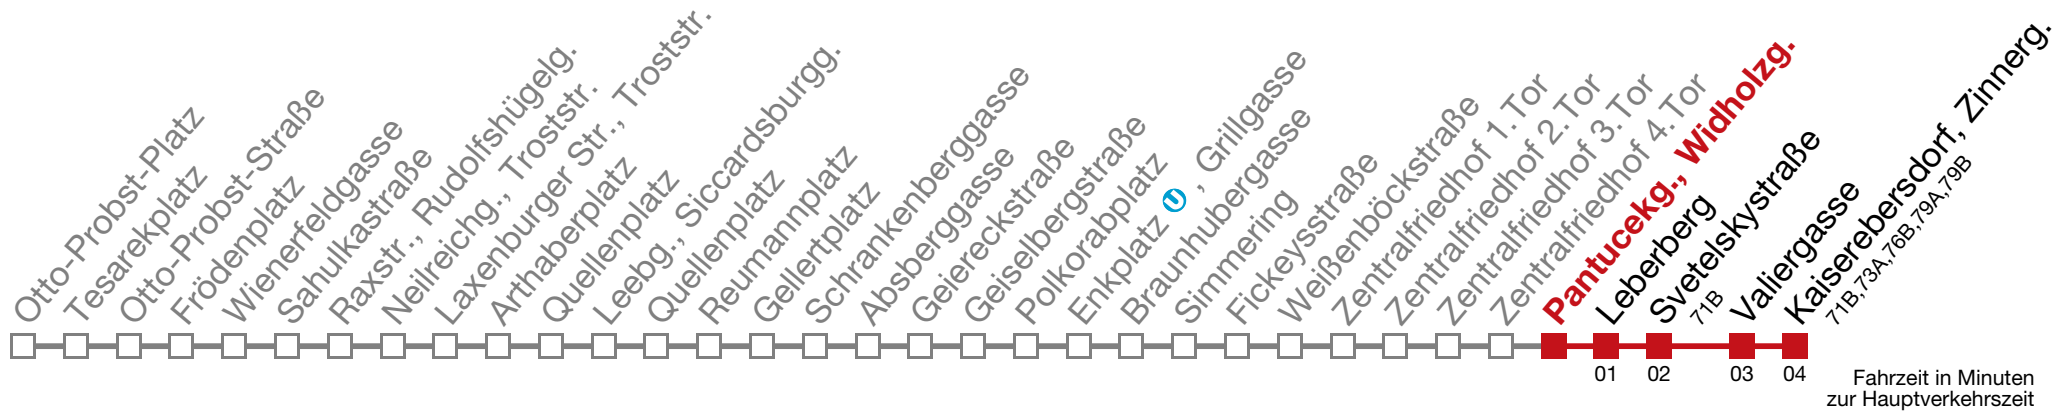 Otto-Probst-Platz
Tesarekplatz
Otto-Probst-Straße
Frödenplatz
Wienerfeldgasse
Sahulkastraße
Raxstr., Rudolfshügelg.
Neilreichg., Troststr.
Laxenburger Str., Troststr.
Arthaberplatz
Quellenplatz
Leebg., Siccardsburgg.
Quellenplatz
Reumannplatz
Gellertplatz
Schrankenberggasse
Absberggasse
Geiereckstraße
Geiselbergstraße
Polkorabplatz
Enkplatz U, Grillgasse
Braunhubergasse
Simmering
Fickeysstraße
Weißenböckstraße
Zentralfriedhof 1. Tor
Zentralfriedhof 2. Tor
Zentralfriedhof 3. Tor
Zentralfriedhof 4. Tor
Pantucekg., Widholzg.
Leberberg
Svetelskystraße
71B
Valiergasse
Kaiserebersdorf, Zinnerg.
71B,73A,76B,79A,79B
01 02 03 04
Fahrzeit in Minuten
zur Hauptverkehrszeit